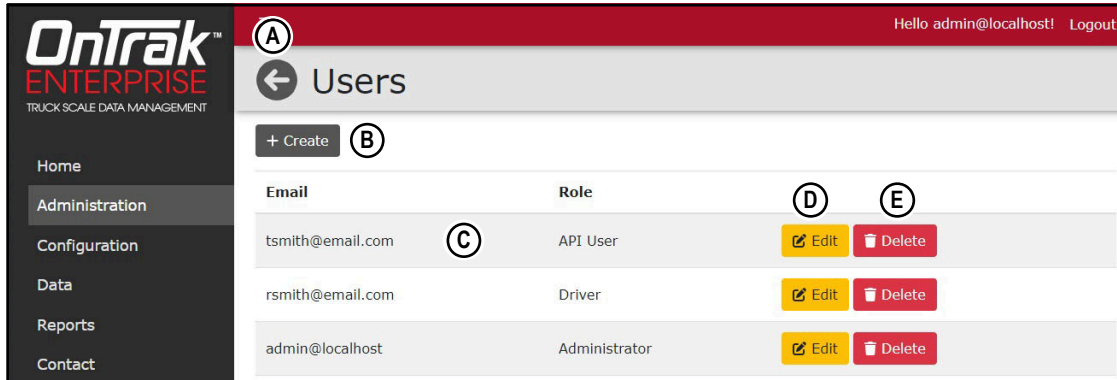 OnTrak™
ENTERPRISE
TRUCK SCALE DATA MANAGEMENT
Home
Administration
Configuration
Data
Reports
Contact
A
Hello admin@localhost! Logout
Users
+ Create B
Email Role D E
tsmith@email.com C API User Edit Delete
rsmith@email.com Driver Edit Delete
admin@localhost Administrator Edit Delete